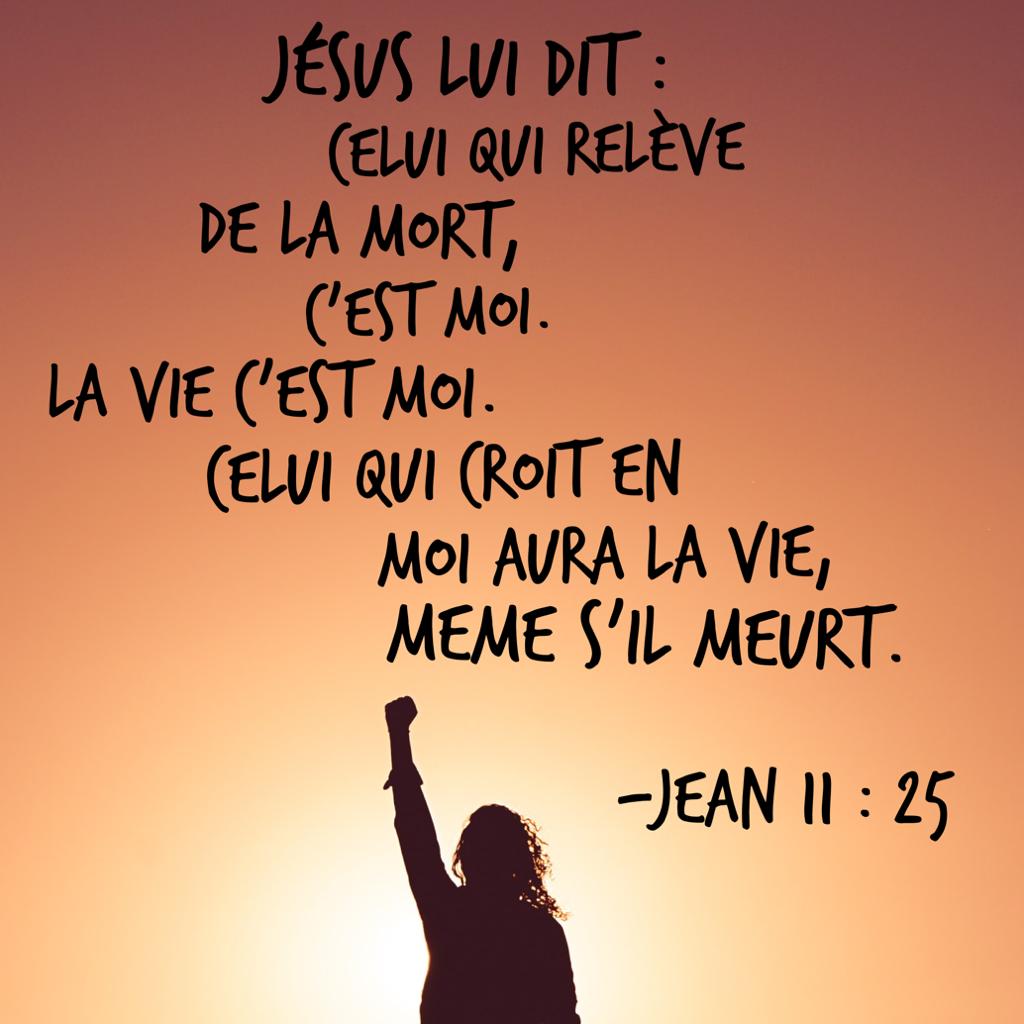 JÉSUS LUI DIT :
CELUI QUI RELÈVE
DE LA MORT,
C'EST MOI.
LA VIE C'EST MOI.
CELUI QUI CROIT EN
MOI AURA LA VIE,
MEME S'IL MEURT.
-JEAN 11 : 25